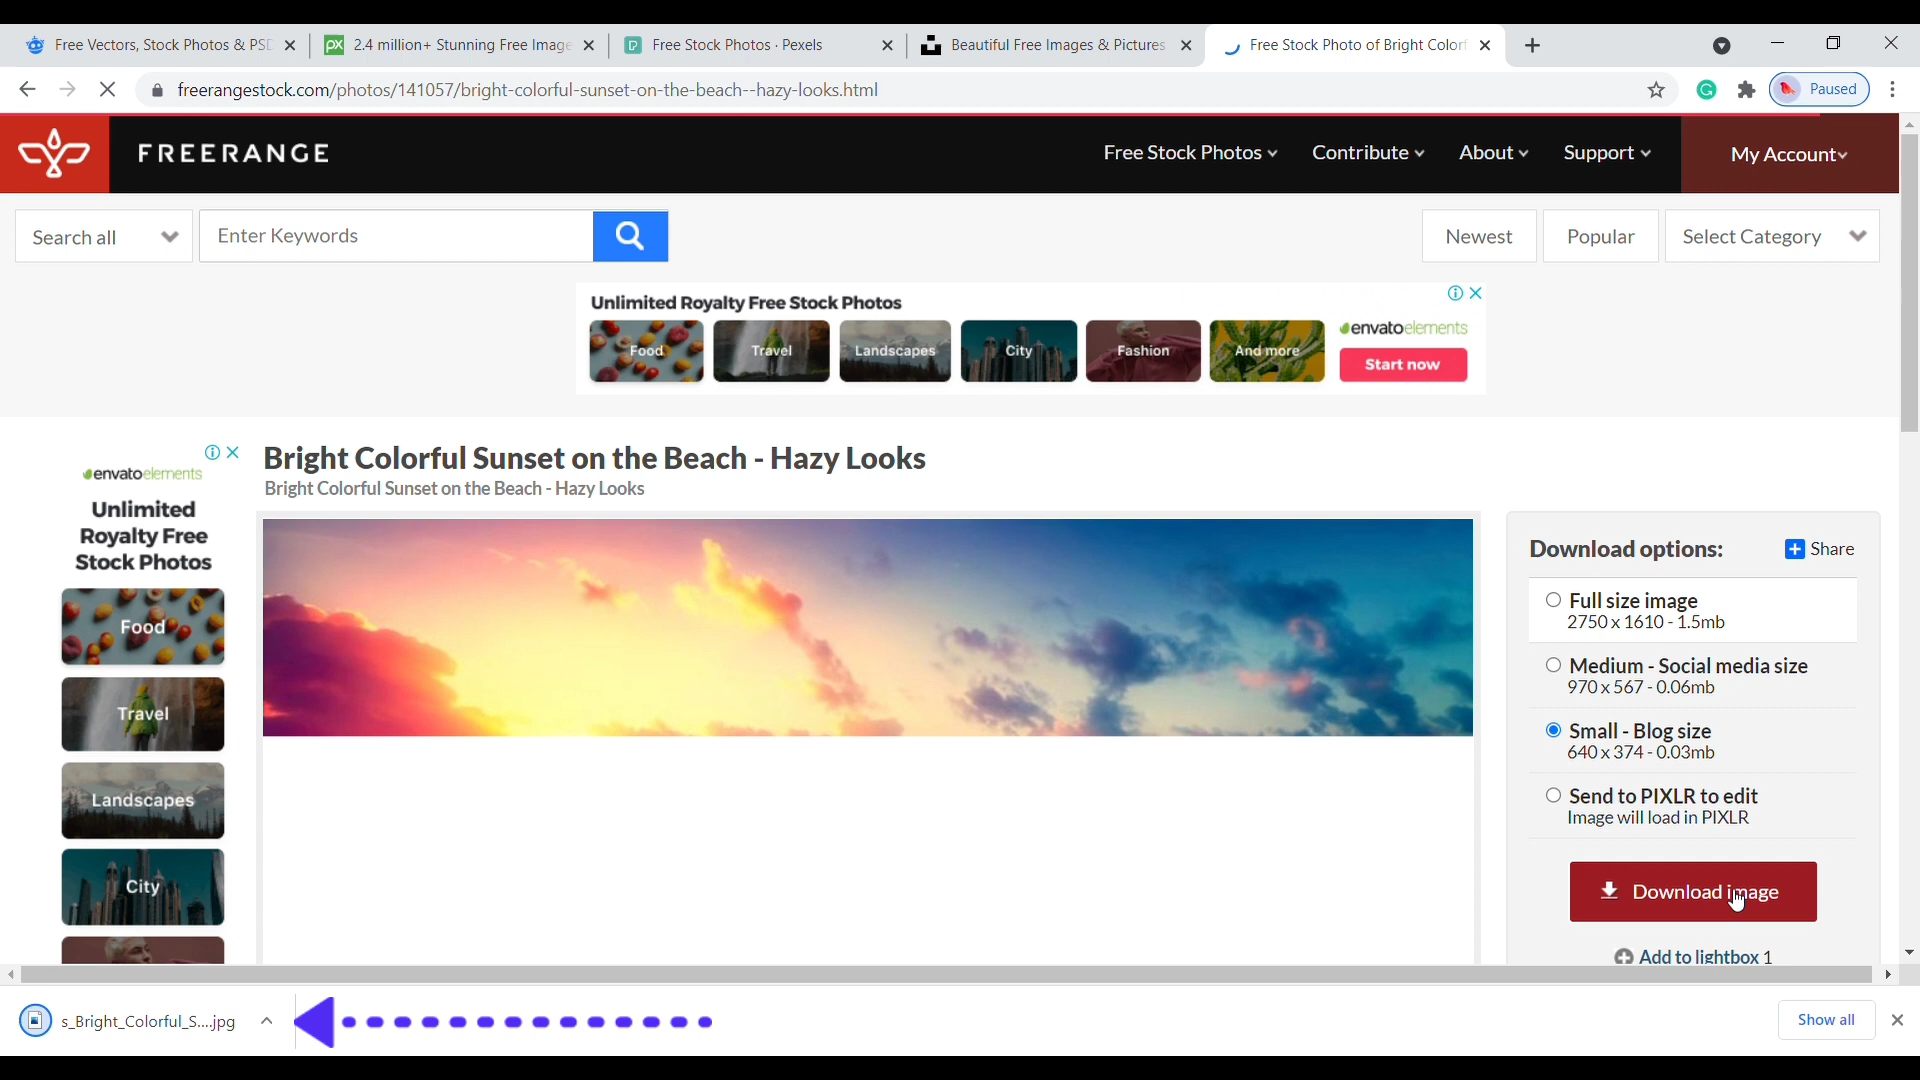 Free Vectors, Stock Photos & PSD
2.4 million+ Stunning Free Image
Free Stock Photos · Pexels
Beautiful Free Images & Pictures
Free Stock Photo of Bright Colorf
freerangestock.com/photos/141057/bright-colorful-sunset-on-the-beach--hazy-looks.html
Paused
FREERANGE
Free Stock Photos
Contribute
About
Support
My Account
Search all
Enter Keywords
Newest
Popular
Select Category
Unlimited Royalty Free Stock Photos
Food
Travel
Landscapes
City
Fashion
And more
envatoelements
Start now
envatoelements
Unlimited
Royalty Free
Stock Photos
Food
Travel
Landscapes
City
Bright Colorful Sunset on the Beach - Hazy Looks
Bright Colorful Sunset on the Beach - Hazy Looks
Download options:
Share
Full size image
2750 x 1610 - 1.5mb
Medium - Social media size
970 x 567 - 0.06mb
Small - Blog size
640 x 374 - 0.03mb
Send to PIXLR to edit
Image will load in PIXLR
Download image
Add to lightbox 1
s_Bright_Colorful_S....jpg
Show all